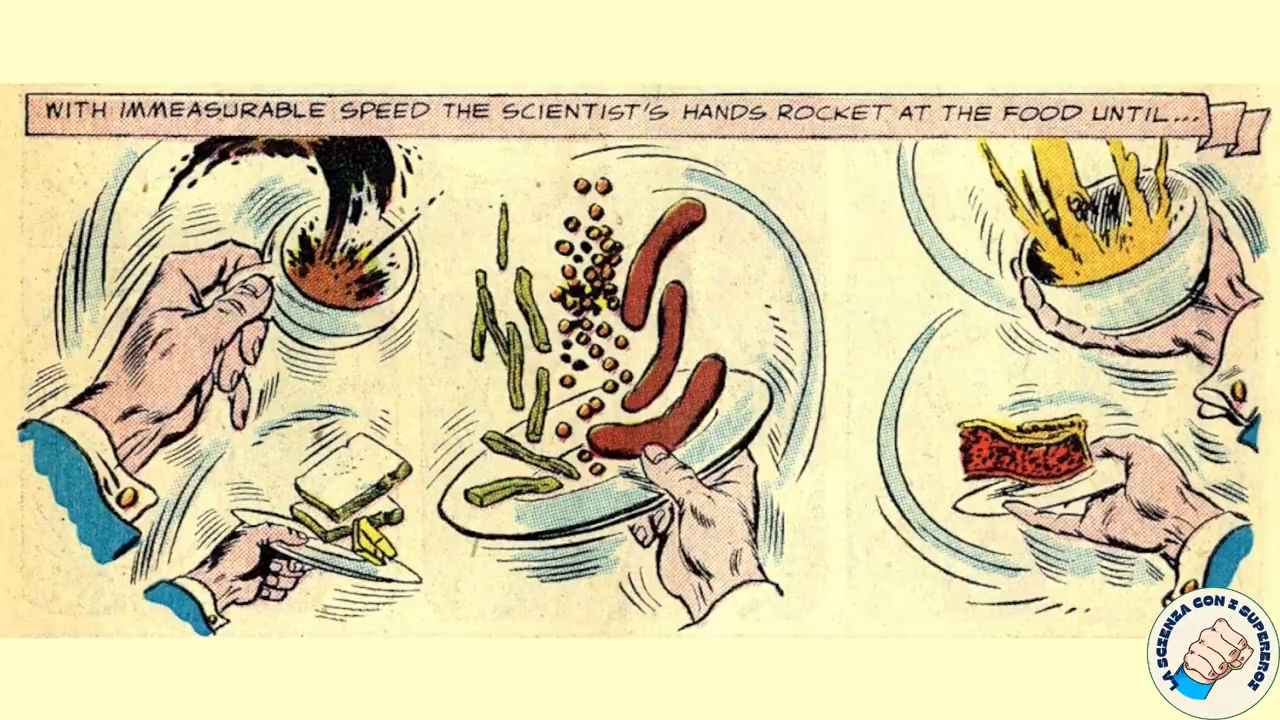 WITH IMMEASURABLE SPEED THE SCIENTIST'S HANDS ROCKET AT THE FOOD UNTIL...
LA SCIENZA CON I SUPEREROI